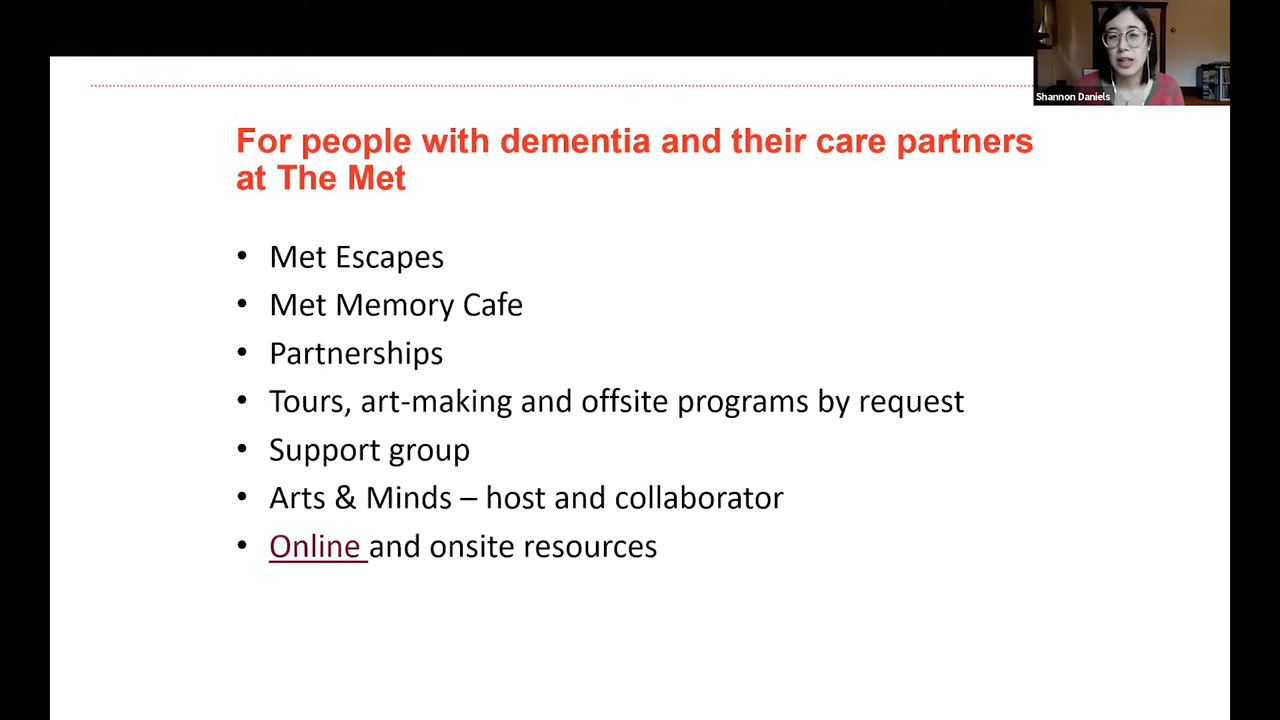 Shannon Daniels
For people with dementia and their care partners
at The Met
• Met Escapes
• Met Memory Cafe
• Partnerships
• Tours, art-making and offsite programs by request
• Support group
• Arts & Minds – host and collaborator
• Online and onsite resources